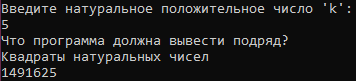 Введите натуральное положительное число 'k':
5
Что программа должна вывести подряд?
Квадраты натуральных чисел
1491625